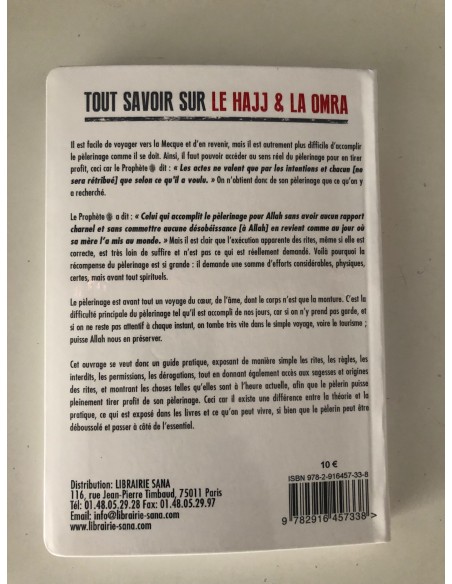 TOUT SAVOIR SUR LE HAJJ & LA OMRA
Il est facile de voyager vers la Mecque et d'en revenir, mais il est autrement plus difficile d'accomplir
le pèlerinage comme il se doit. Ainsi, il faut pouvoir accéder au sens réel du pèlerinage pour en tirer
profit, ceci car le Prophète ﷺ dit : « Les actes ne valent que par les intentions et chacun [ne
sera rétribué] que selon ce qu'il a voulu. » On n'obtient donc de son pèlerinage que ce qu'on y
a recherché.
Le Prophète ﷺ a dit : « Celui qui accomplit le pèlerinage pour Allah sans avoir aucun rapport
charnel et sans commettre aucune désobéissance [à Allah] en revient comme au jour où
sa mère l'a mis au monde. » Mais il est clair que l'exécution apparente des rites, même si elle est
correcte, est très loin de suffire et n'est pas ce qui est réellement demandé. Voilà pourquoi la
récompense du pèlerinage est si grande : il demande une somme d'efforts considérables, physiques,
certes, mais avant tout spirituels.
Le pèlerinage est avant tout un voyage du cœur, de l'âme, dont le corps n'est que la monture. C'est la
difficulté principale du pèlerinage tel qu'il est accompli de nos jours, car si on n'y prend pas garde, et
si on ne reste pas attentif à chaque instant, on tombe très vite dans le simple voyage, voire le tourisme ;
puisse Allah nous en préserver.
Cet ouvrage se veut donc un guide pratique, exposant de manière simple les rites, les règles, les
interdits, les permissions, les dérogations, tout en donnant également accès aux sagesses et origines
des rites, et montrant les choses telles qu'elles sont à l'heure actuelle, afin que le pèlerin puisse
pleinement tirer profit de son pèlerinage. Ceci car il existe une différence entre la théorie et la
pratique, ce qui est exposé dans les livres et ce qu'on peut vivre, si bien que le pèlerin peut être
déboussolé et passer à côté de l'essentiel.
10 €
ISBN 978-2-916457-33-8
Distribution: LIBRAIRIE SANA
116, rue Jean-Pierre Timbaud, 75011 Paris
Tél.01.48.05.29.28 Fax:01.48.05.29.97
Email: info@librairie-sana.com
www.librairie-sana.com
9 782916 457338 >